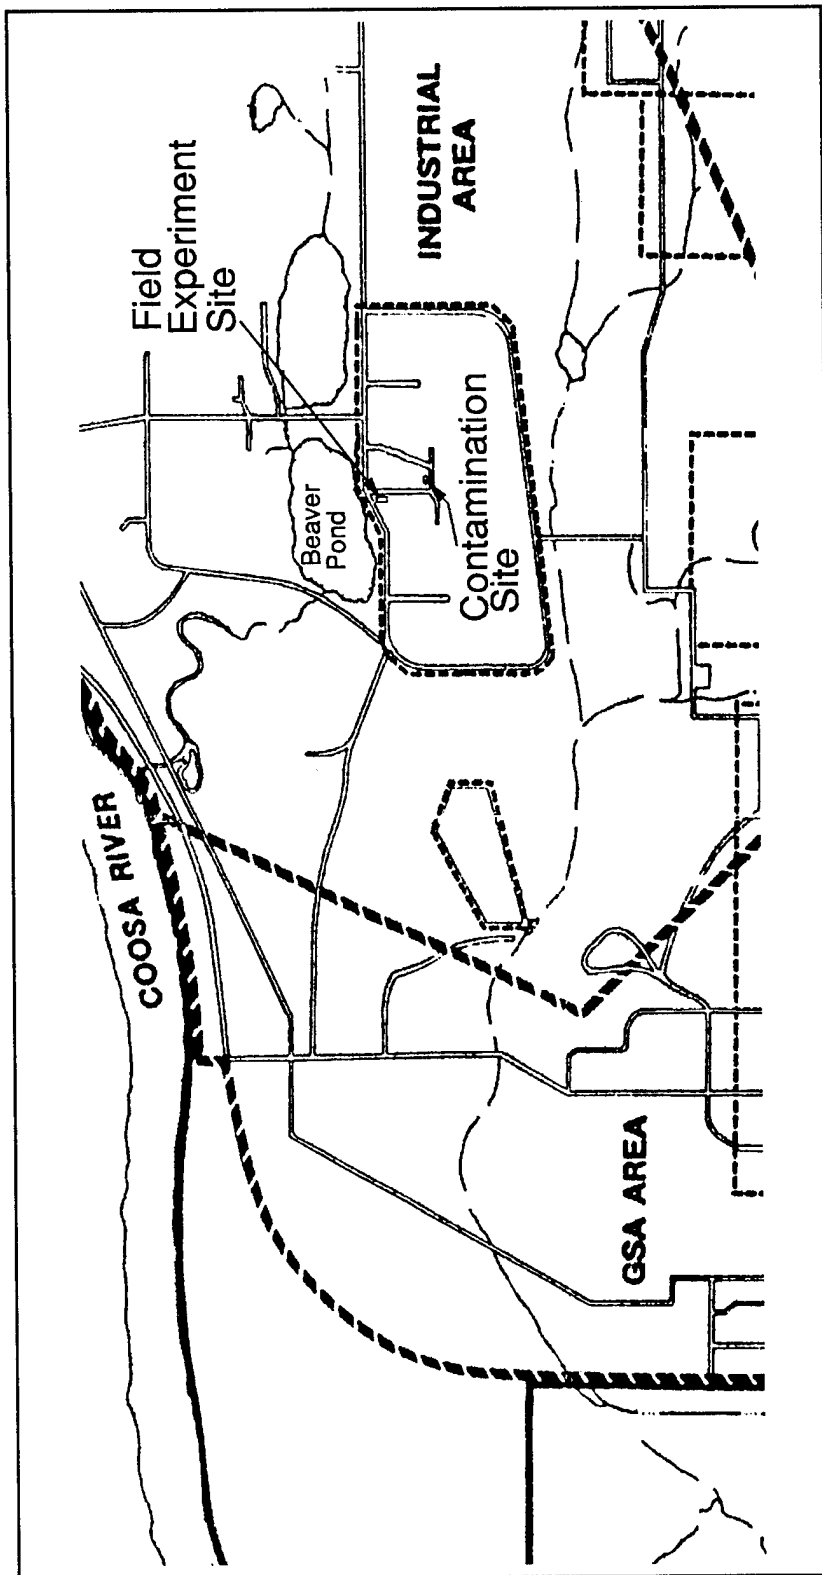 COOSA RIVER
Field
Experiment
Site
Beaver
Pond
INDUSTRIAL
AREA
Contamination
Site
GSA AREA